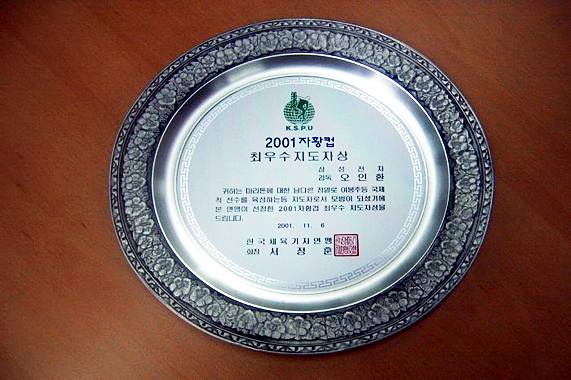 K.S.P.U
2001자황컵
최우수지도자상
삼성전자
감독 오인환
귀하는 마라톤에 대한 남다른 정열로 이봉주등 국제
적 선수를 육성하는등 지도자로서 모범이 되셨기에
본 연맹이 선정한 2001자황컵 최우수 지도자상을
드립니다.
2001. 11. 6
한국체육기자연맹
회장 서정훈